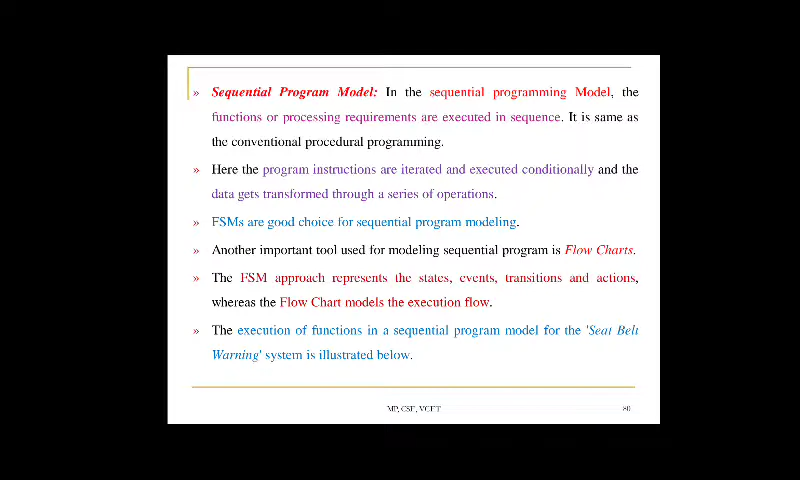 » Sequential Program Model: In the sequential programming Model, the
functions or processing requirements are executed in sequence. It is same as
the conventional procedural programming.
» Here the program instructions are iterated and executed conditionally and the
data gets transformed through a series of operations.
» FSMs are good choice for sequential program modeling.
» Another important tool used for modeling sequential program is Flow Charts.
» The FSM approach represents the states, events, transitions and actions,
whereas the Flow Chart models the execution flow.
» The execution of functions in a sequential program model for the 'Seat Belt
Warning' system is illustrated below.
MP, CSE, VCET 80